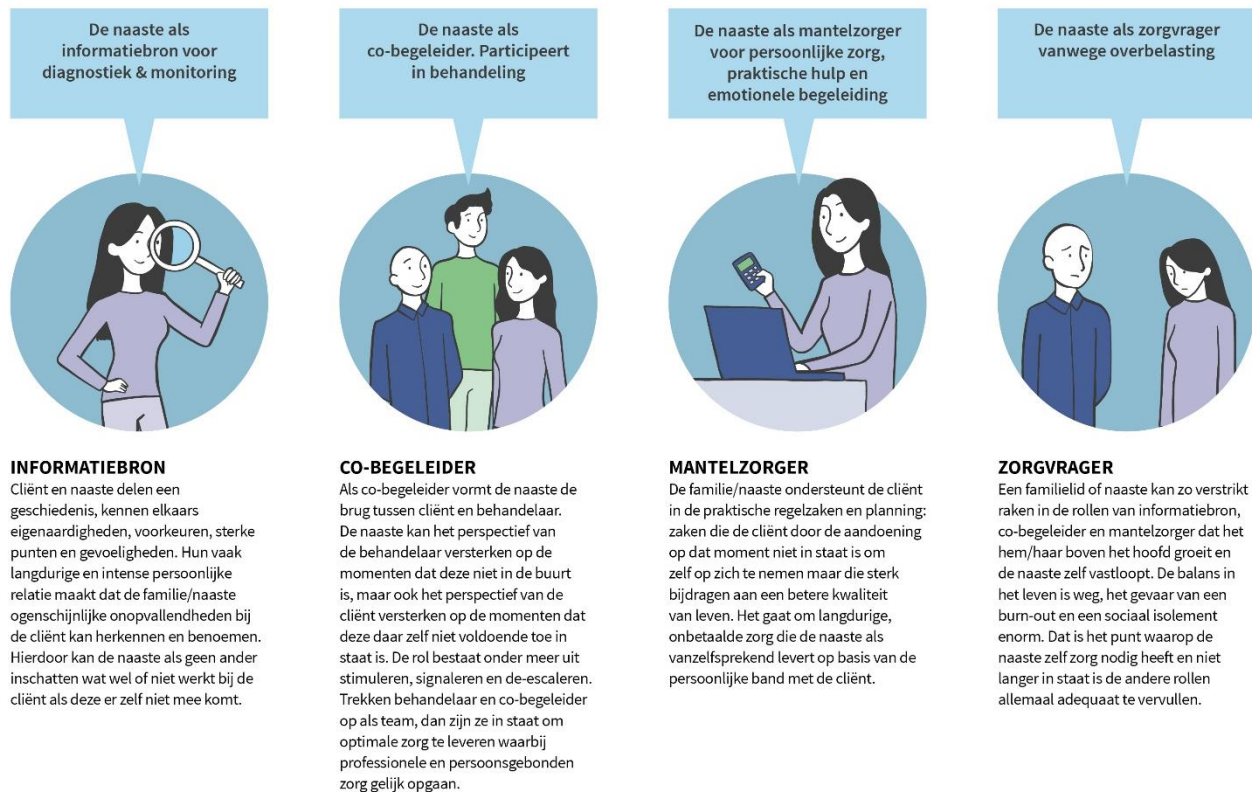 De naaste als
informatiebron voor
diagnostiek & monitoring
De naaste als
co-begeleider. Participeert
in behandeling
De naaste als mantelzorger
voor persoonlijke zorg,
praktische hulp en
emotionele begeleiding
De naaste als zorgvrager
vanwege overbelasting
INFORMATIEBRON
Cliënt en naaste delen een
geschiedenis, kennen elkaars
eigenaardigheden, voorkeuren, sterke
punten en gevoeligheden. Hun vaak
langdurige en intense persoonlijke
relatie maakt dat de familie/naaste
ogenschijnlijke onopvallendheden bij
de cliënt kan herkennen en benoemen.
Hierdoor kan de naaste als geen ander
inschatten wat wel of niet werkt bij de
cliënt als deze er zelf niet mee komt.
CO-BEGELEIDER
Als co-begeleider vormt de naaste de
brug tussen cliënt en behandelaar.
De naaste kan het perspectief van
de behandelaar versterken op de
momenten dat deze niet in de buurt
is, maar ook het perspectief van de
cliënt versterken op de momenten dat
deze daar zelf niet voldoende toe in
staat is. De rol bestaat onder meer uit
stimuleren, signaleren en de-escaleren.
Trekken behandelaar en co-begeleider
op als team, dan zijn ze in staat om
optimale zorg te leveren waarbij
professionele en persoonsgebonden
zorg gelijk opgaan.
MANTELZORGER
De familie/naaste ondersteunt de cliënt
in de praktische regelzaken en planning:
zaken die de cliënt door de aandoening
op dat moment niet in staat is om
zelf op zich te nemen maar die sterk
bijdragen aan een betere kwaliteit
van leven. Het gaat om langdurige,
onbetaalde zorg die de naaste als
vanzelfsprekend levert op basis van de
persoonlijke band met de cliënt.
ZORGVRAGER
Een familielid of naaste kan zo verstrikt
raken in de rollen van informatiebron,
co-begeleider en mantelzorger dat het
hem/haar boven het hoofd groeit en
de naaste zelf vastloopt. De balans in
het leven is weg, het gevaar van een
burn-out en een sociaal isolement
enorm. Dat is het punt waarop de
naaste zelf zorg nodig heeft en niet
langer in staat is de andere rollen
allemaal adequaat te vervullen.